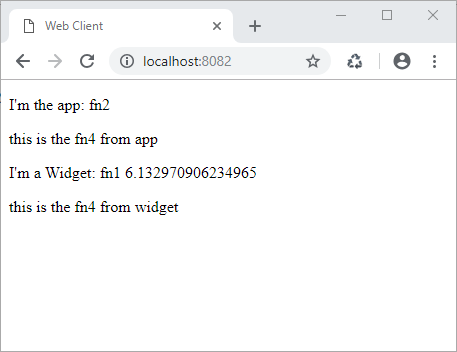 Web Client
localhost:8082
I'm the app: fn2
this is the fn4 from app
I'm a Widget: fn1 6.132970906234965
this is the fn4 from widget